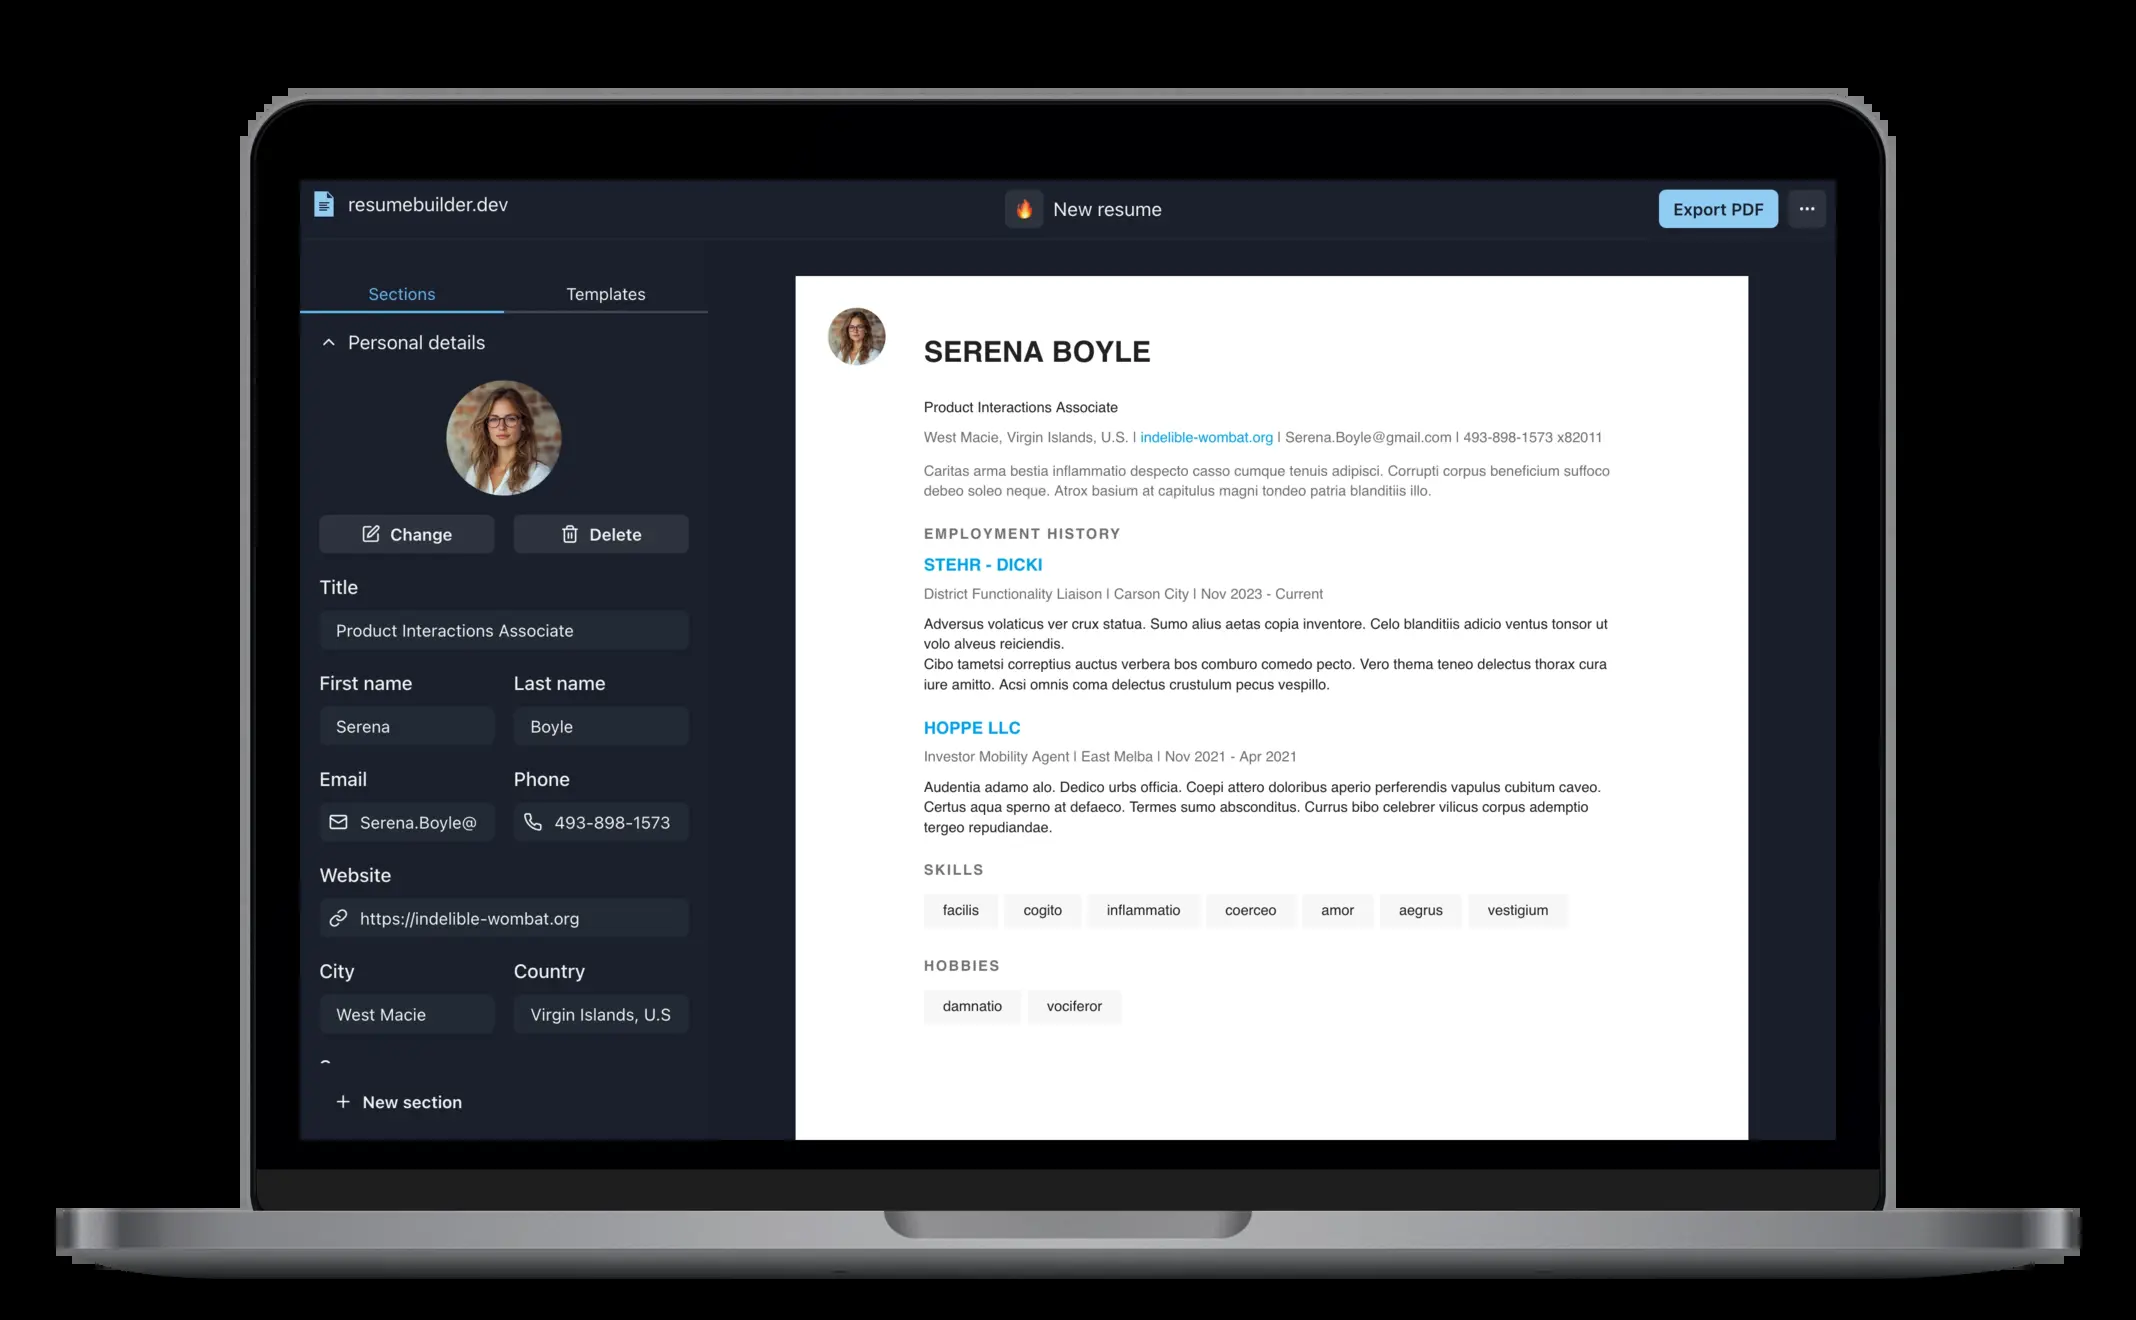 resumebuilder.dev
🔥 New resume
Export PDF
Sections
Templates
Personal details
Change
Delete
Title
Product Interactions Associate
First name
Last name
Serena
Boyle
Email
Phone
Serena.Boyle@
493-898-1573
Website
https://indelible-wombat.org
City
Country
West Macie
Virgin Islands, U.S
+ New section
SERENA BOYLE
Product Interactions Associate
West Macie, Virgin Islands, U.S. | indelible-wombat.org | Serena.Boyle@gmail.com | 493-898-1573 x82011
Caritas arma bestia inflammatio despecto casso cumque tenuis adipisci. Corrupti corpus beneficium suffoco
debeo soleo neque. Atrox basium at capitulus magni tondeo patria blanditiis illo.
EMPLOYMENT HISTORY
STEHR - DICKI
District Functionality Liaison | Carson City | Nov 2023 - Current
Adversus volaticus ver crux statua. Sumo alius aetas copia inventore. Celo blanditiis adicio ventus tonsor ut
volo alveus reiciendis.
Cibo tametsi correptius auctus verbera bos comburo comedo pecto. Vero thema teneo delectus thorax cura
iure amitto. Acsi omnis coma delectus crustulum pecus vespillo.
HOPPE LLC
Investor Mobility Agent | East Melba | Nov 2021 - Apr 2021
Audentia adamo alo. Dedico urbs officia. Coepi attero doloribus aperio perferendis vapulus cubitum caveo.
Certus aqua sperno at defaeco. Termes sumo absconditus. Currus bibo celebrer vilicus corpus ademptio
tergeo repudiandae.
SKILLS
facilis
cogito
inflammatio
coerceo
amor
aegrus
vestigium
HOBBIES
damnatio
vociferor